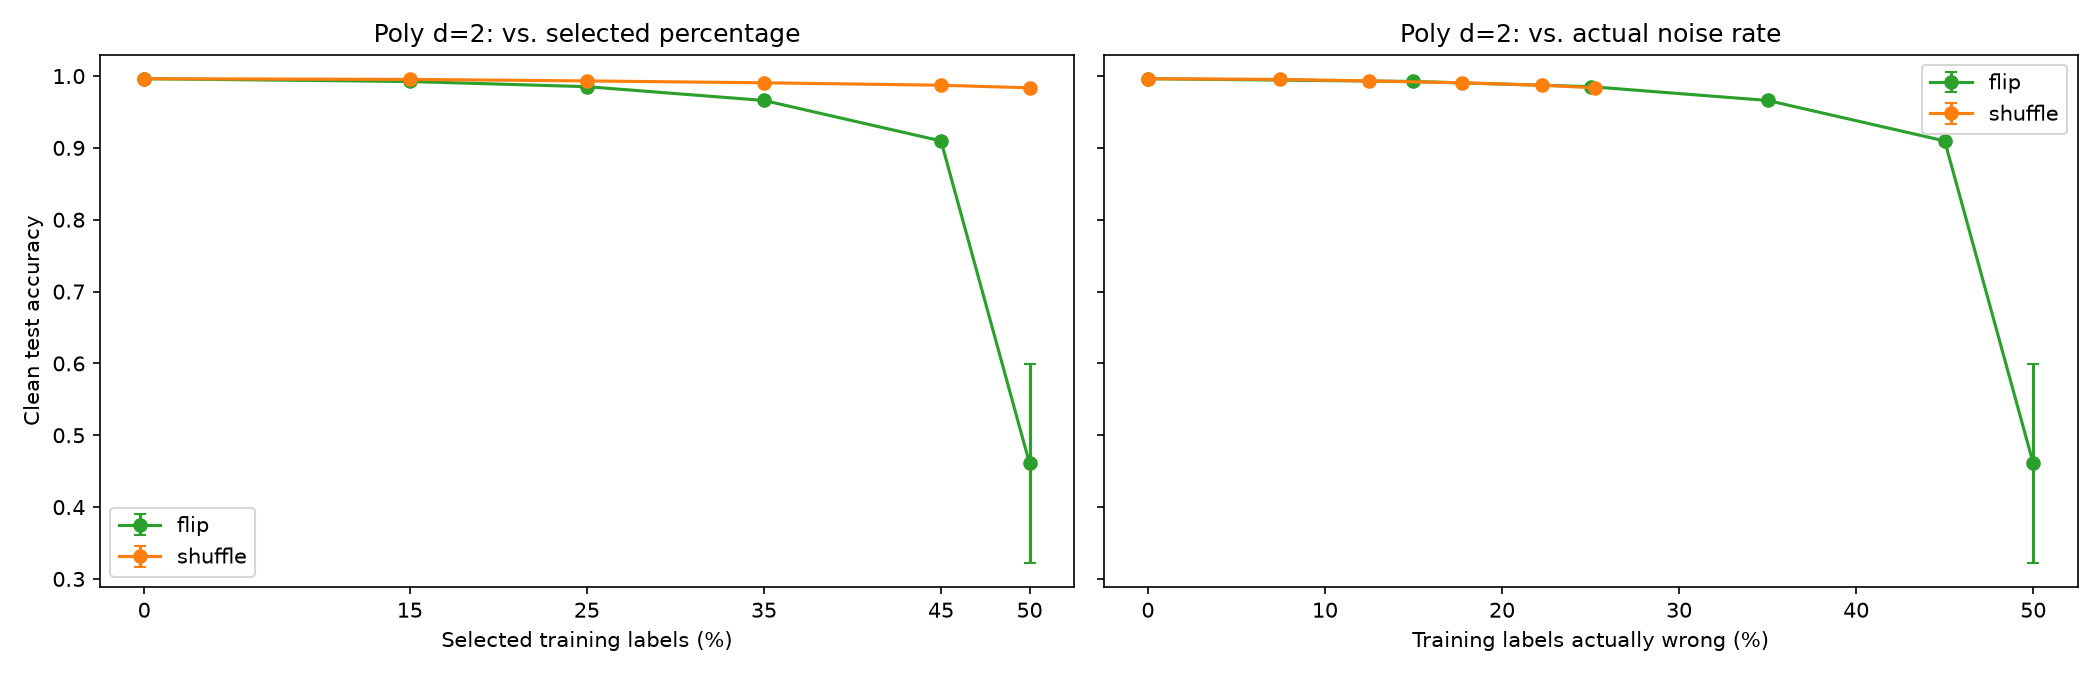 Poly d=2: vs. selected percentage
Clean test accuracy
1.0
0.9
0.8
0.7
0.6
0.5
0.4
0.3
flip
shuffle
0 15 25 35 45 50
Selected training labels (%)
Poly d=2: vs. actual noise rate
flip
shuffle
0 10 20 30 40 50
Training labels actually wrong (%)